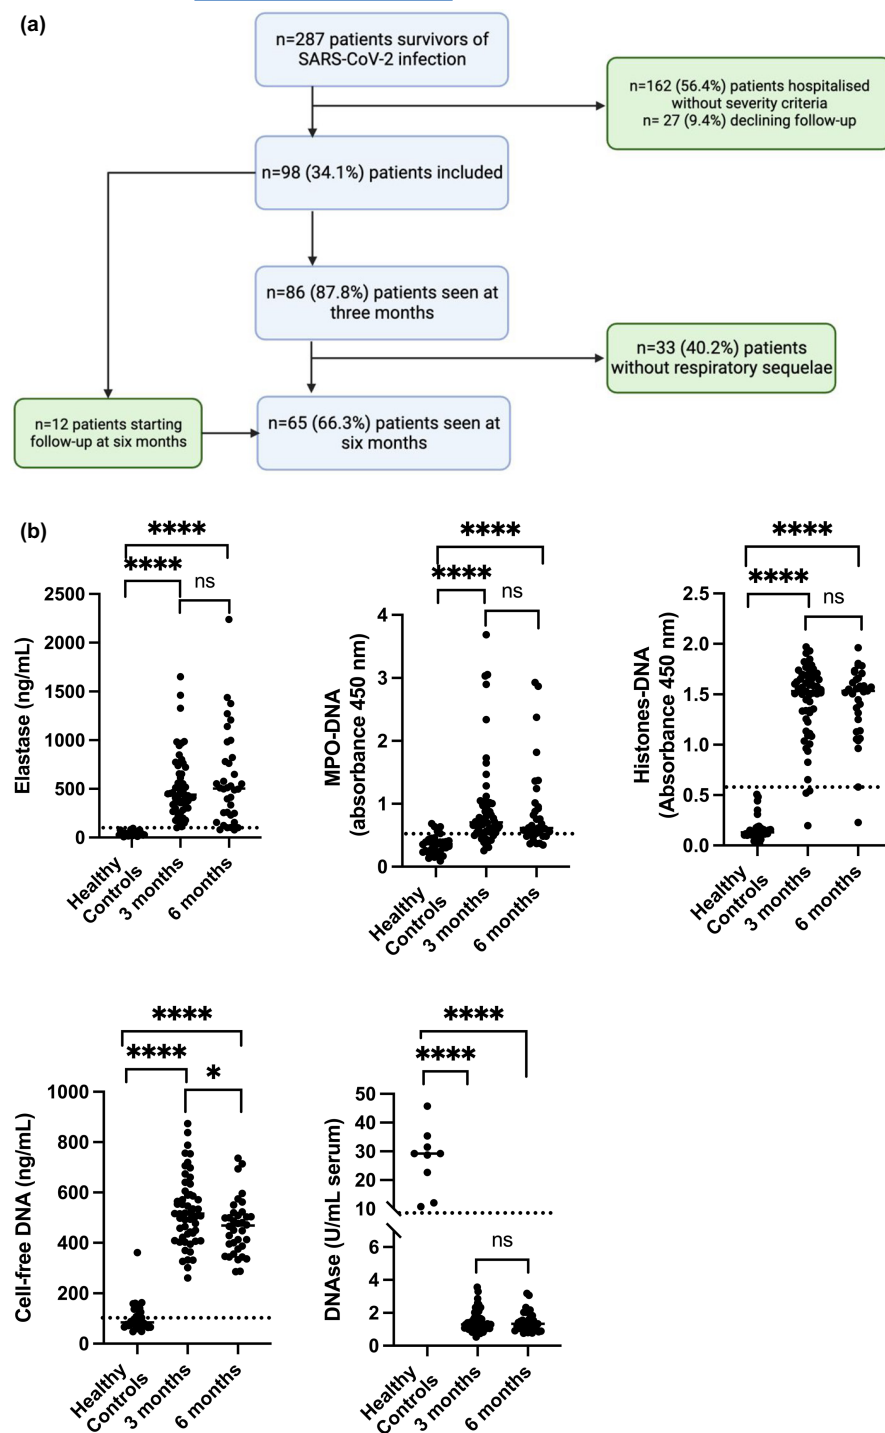 (a)
n=287 patients survivors of
SARS-CoV-2 infection
n=162 (56.4%) patients hospitalised
without severity criteria
n= 27 (9.4%) declining follow-up
n=98 (34.1%) patients included
n=86 (87.8%) patients seen at
three months
n=33 (40.2%) patients
without respiratory sequelae
n=12 patients starting
follow-up at six months
n=65 (66.3%) patients seen at
six months
(b)
****
****
ns
Elastase (ng/mL)
2500
2000
1500
1000
500
0
Healthy
Controls
3 months
6 months
****
****
ns
MPO-DNA
(absorbance 450 nm)
4
3
2
1
0
Healthy
Controls
3 months
6 months
****
****
ns
Histones-DNA
(Absorbance 450 nm)
2.5
2.0
1.5
1.0
0.5
0.0
Healthy
Controls
3 months
6 months
****
****
*
Cell-free DNA (ng/mL)
1000
800
600
400
200
0
Healthy
Controls
3 months
6 months
****
****
ns
DNAse (U/mL serum)
50
40
30
20
10
6
4
2
0
Healthy
Controls
3 months
6 months